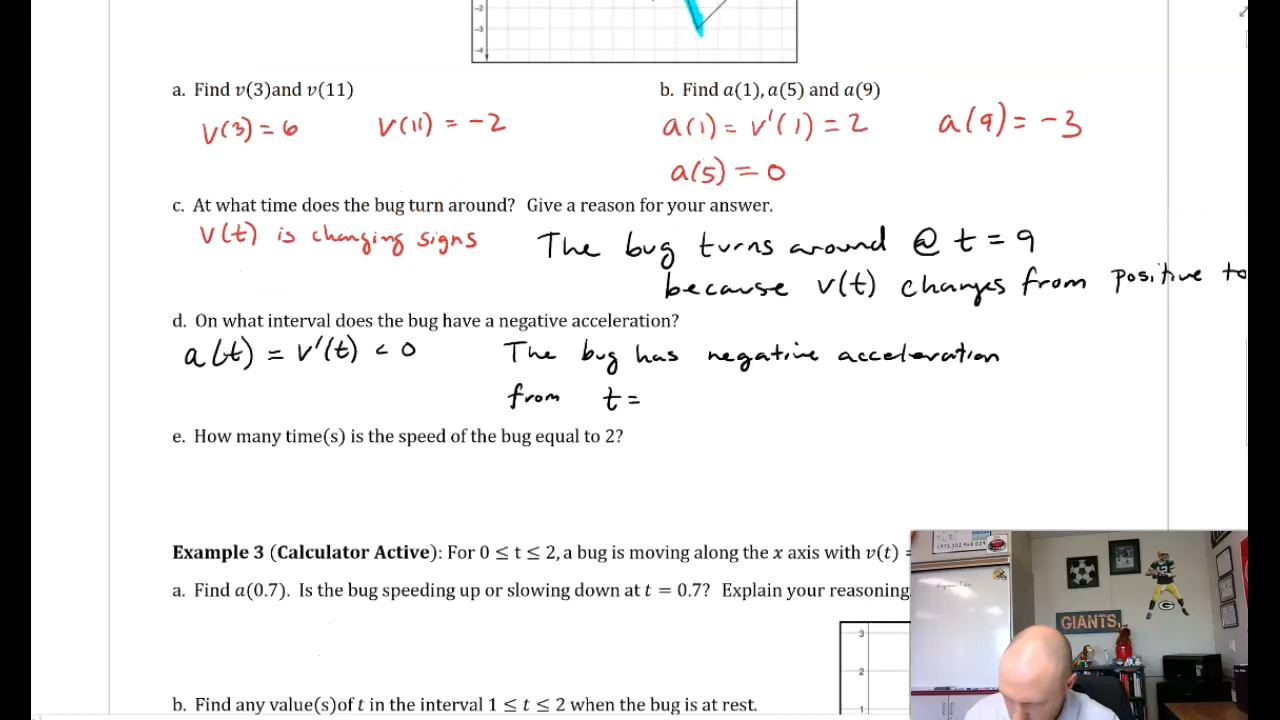 -2
-3
-4
a. Find v(3)and v(11)
b. Find a(1), a(5) and a(9)
v(3) = 6
v(11) = -2
a(1) = v'(1) = 2
a(9) = -3
a(5) = 0
c. At what time does the bug turn around? Give a reason for your answer.
v(t) is changing signs
The bug turns around @ t = 9
because v(t) changes from positive to
d. On what interval does the bug have a negative acceleration?
a(t) = v'(t) < 0
The bug has negative acceleration
from t =
e. How many time(s) is the speed of the bug equal to 2?
Example 3 (Calculator Active): For 0 ≤ t ≤ 2, a bug is moving along the x axis with v(t) =
a. Find a(0.7). Is the bug speeding up or slowing down at t = 0.7? Explain your reasoning
GIANTS
3
2
1
b. Find any value(s)of t in the interval 1 ≤ t ≤ 2 when the bug is at rest.